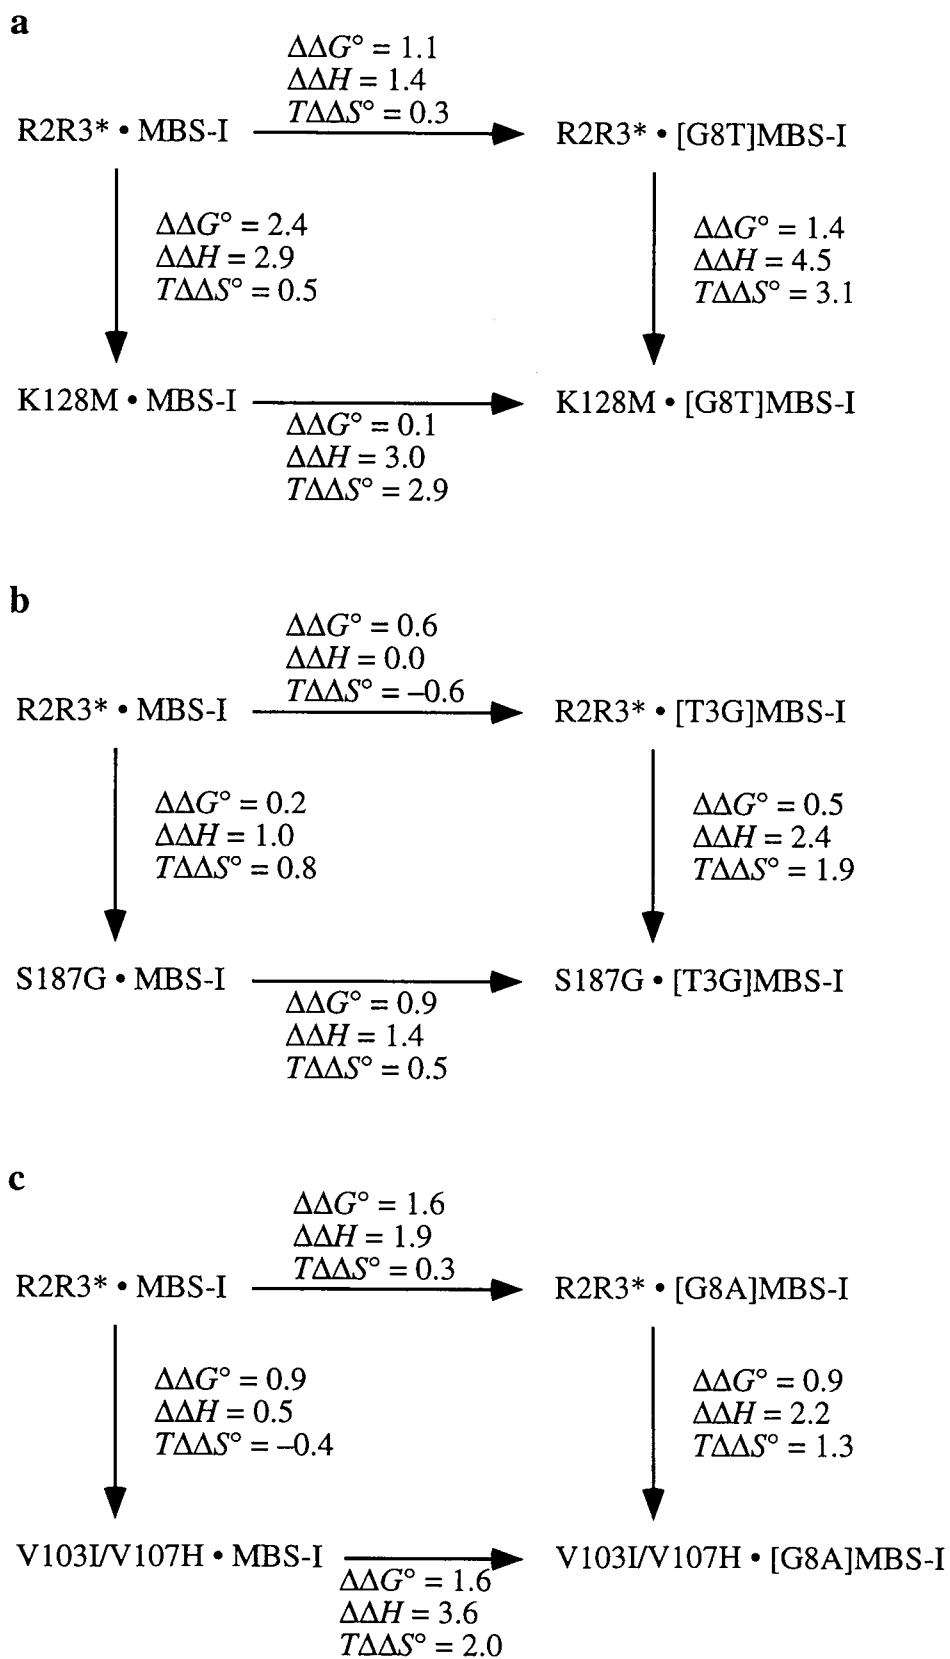 a
ΔΔG° = 1.1
ΔΔH = 1.4
TΔΔS° = 0.3
R2R3* • MBS-I
R2R3* • [G8T]MBS-I
ΔΔG° = 2.4
ΔΔH = 2.9
TΔΔS° = 0.5
ΔΔG° = 1.4
ΔΔH = 4.5
TΔΔS° = 3.1
K128M • MBS-I
K128M • [G8T]MBS-I
ΔΔG° = 0.1
ΔΔH = 3.0
TΔΔS° = 2.9
b
ΔΔG° = 0.6
ΔΔH = 0.0
TΔΔS° = –0.6
R2R3* • MBS-I
R2R3* • [T3G]MBS-I
ΔΔG° = 0.2
ΔΔH = 1.0
TΔΔS° = 0.8
ΔΔG° = 0.5
ΔΔH = 2.4
TΔΔS° = 1.9
S187G • MBS-I
S187G • [T3G]MBS-I
ΔΔG° = 0.9
ΔΔH = 1.4
TΔΔS° = 0.5
c
ΔΔG° = 1.6
ΔΔH = 1.9
TΔΔS° = 0.3
R2R3* • MBS-I
R2R3* • [G8A]MBS-I
ΔΔG° = 0.9
ΔΔH = 0.5
TΔΔS° = –0.4
ΔΔG° = 0.9
ΔΔH = 2.2
TΔΔS° = 1.3
V103I/V107H • MBS-I
V103I/V107H • [G8A]MBS-I
ΔΔG° = 1.6
ΔΔH = 3.6
TΔΔS° = 2.0